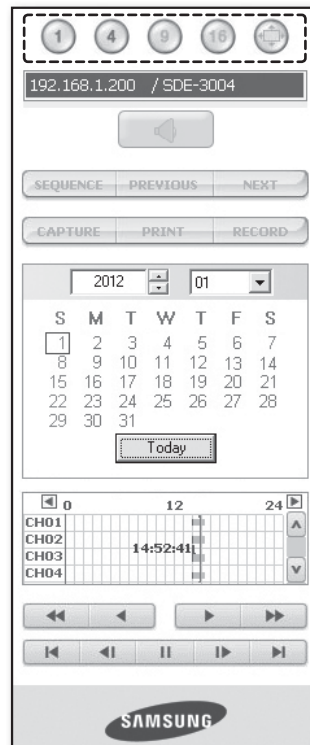 1 4 9 16
192.168.1.200 / SDE-3004
SEQUENCE PREVIOUS NEXT
CAPTURE PRINT RECORD
2012 01
S M T W T F S
1 2 3 4 5 6 7
8 9 10 11 12 13 14
15 16 17 18 19 20 21
22 23 24 25 26 27 28
29 30 31
Today
0 12 24
CH01
CH02
14:52:41
CH03
CH04
SAMSUNG